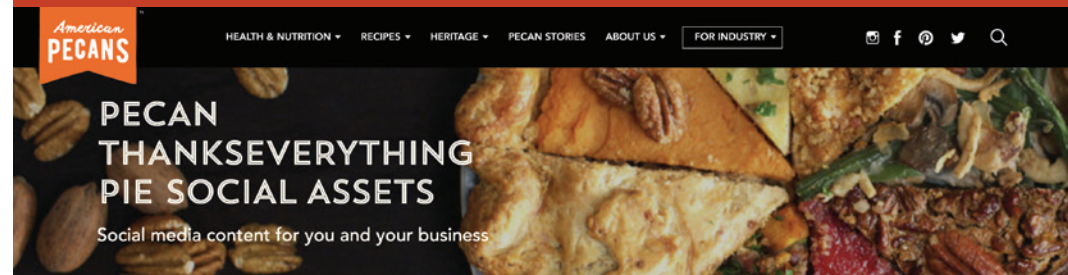 American
PECANS
HEALTH & NUTRITION
RECIPES
HERITAGE
PECAN STORIES
ABOUT US
FOR INDUSTRY
PECAN
THANKSEVERYTHING
PIE SOCIAL ASSETS
Social media content for you and your business